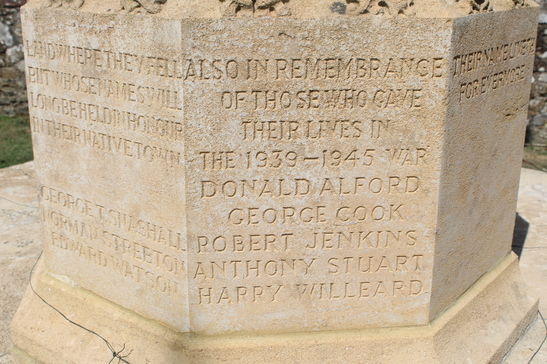 LAND WHERE THEY FELL
BUT WHOSE NAMES WILL
LONG BE HELD IN HONOUR
IN THEIR NATIVE TOWN
GEORGE T. SNASHALL
NORMAN STREETON
EDWARD WATSON
ALSO IN REMEMBRANCE
OF THOSE WHO GAVE
THEIR LIVES IN
THE 1939–1945 WAR
DONALD ALFORD
GEORGE COOK
ROBERT JENKINS
ANTHONY STUART
HARRY WILLEARD.
THEIR NAME LIVETH
FOR EVERMORE